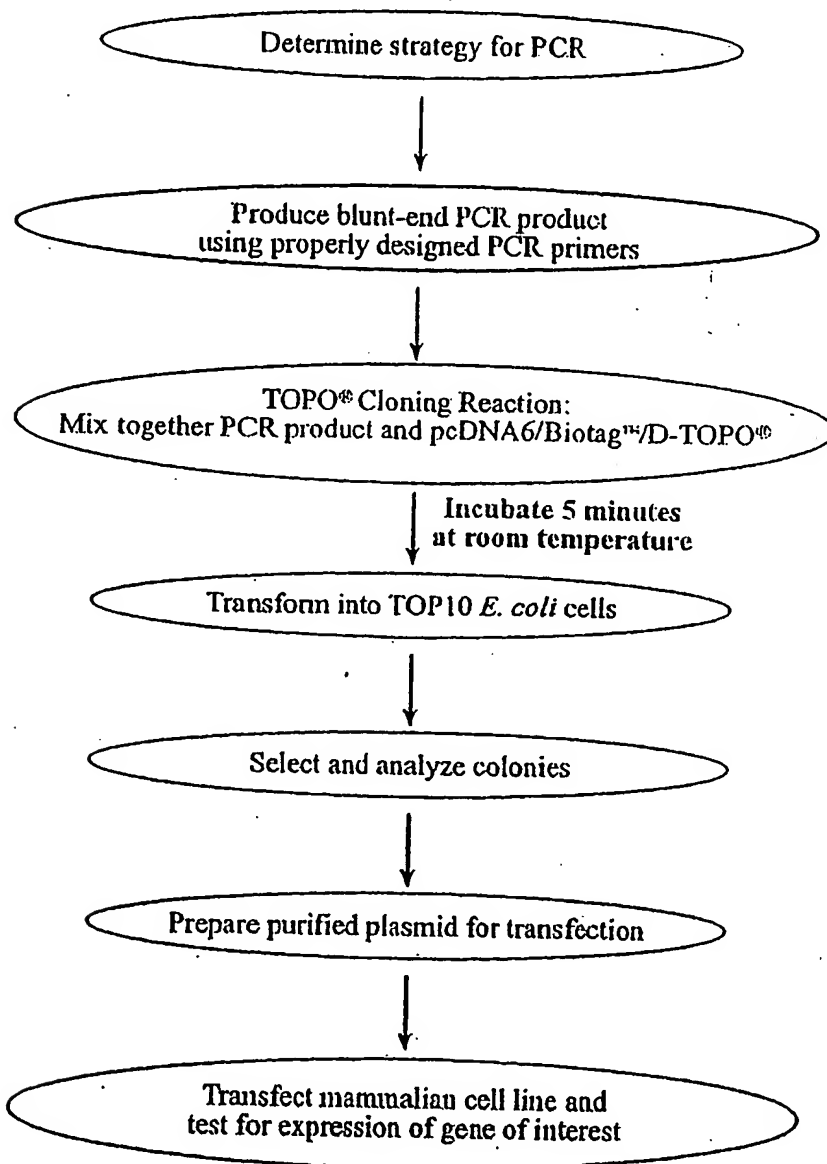 Determine strategy for PCR
Produce blunt-end PCR product
using properly designed PCR primers
TOPO® Cloning Reaction:
Mix together PCR product and pcDNA6/Biotag™/D-TOPO®
Incubate 5 minutes
at room temperature
Transform into TOP10 E. coli cells
Select and analyze colonies
Prepare purified plasmid for transfection
Transfect mammalian cell line and
test for expression of gene of interest